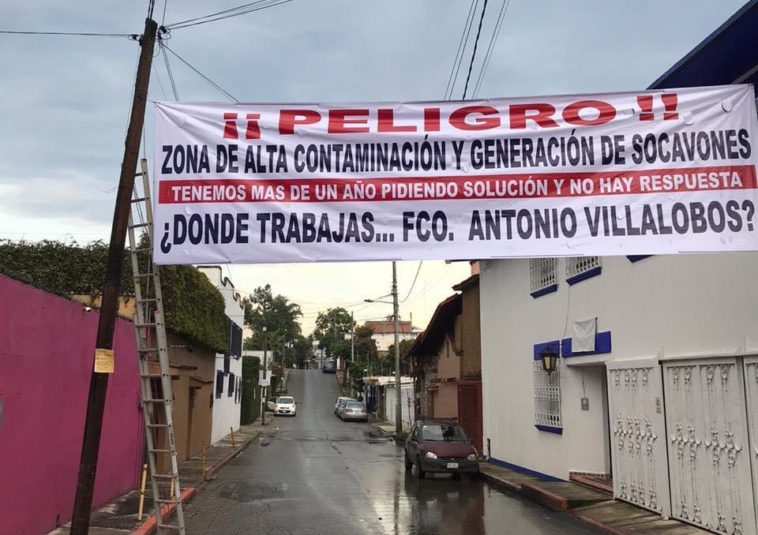 ¡¡ PELIGRO !!
ZONA DE ALTA CONTAMINACIÓN Y GENERACIÓN DE SOCAVONES
TENEMOS MAS DE UN AÑO PIDIENDO SOLUCIÓN Y NO HAY RESPUESTA
¿DONDE TRABAJAS... FCO. ANTONIO VILLALOBOS?